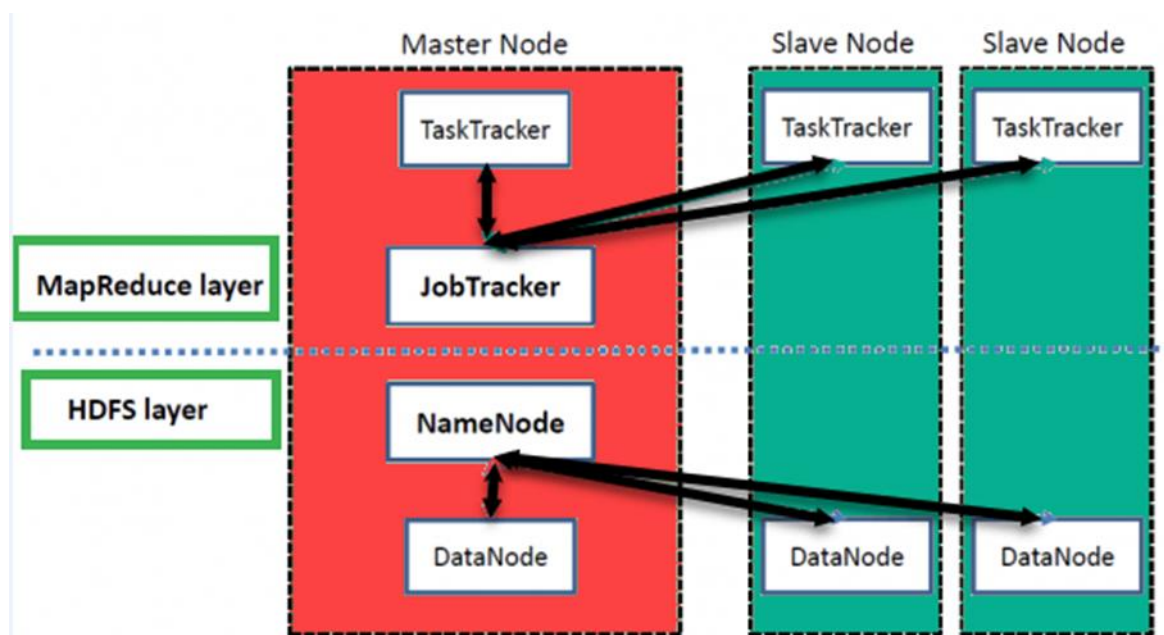 Master Node
Slave Node
Slave Node
TaskTracker
TaskTracker
TaskTracker
MapReduce layer
JobTracker
HDFS layer
NameNode
DataNode
DataNode
DataNode